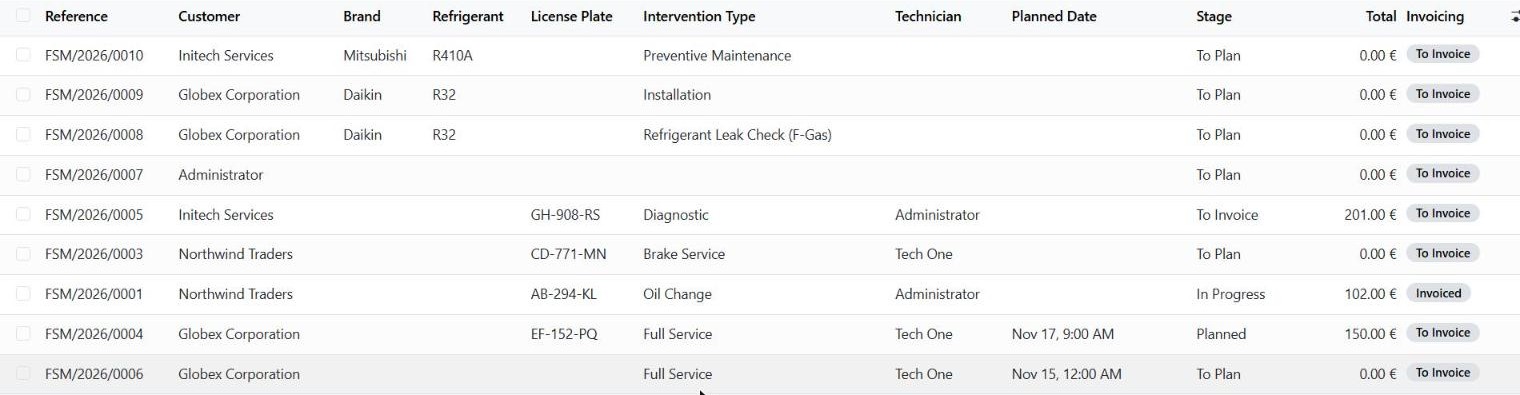 Reference Customer Brand Refrigerant License Plate Intervention Type Technician Planned Date Stage Total Invoicing
FSM/2026/0010 Initech Services Mitsubishi R410A Preventive Maintenance To Plan 0.00 € To Invoice
FSM/2026/0009 Globex Corporation Daikin R32 Installation To Plan 0.00 € To Invoice
FSM/2026/0008 Globex Corporation Daikin R32 Refrigerant Leak Check (F-Gas) To Plan 0.00 € To Invoice
FSM/2026/0007 Administrator To Plan 0.00 € To Invoice
FSM/2026/0005 Initech Services GH-908-RS Diagnostic Administrator To Invoice 201.00 € To Invoice
FSM/2026/0003 Northwind Traders CD-771-MN Brake Service Tech One To Plan 0.00 € To Invoice
FSM/2026/0001 Northwind Traders AB-294-KL Oil Change Administrator In Progress 102.00 € Invoiced
FSM/2026/0004 Globex Corporation EF-152-PQ Full Service Tech One Nov 17, 9:00 AM Planned 150.00 € To Invoice
FSM/2026/0006 Globex Corporation Full Service Tech One Nov 15, 12:00 AM To Plan 0.00 € To Invoice